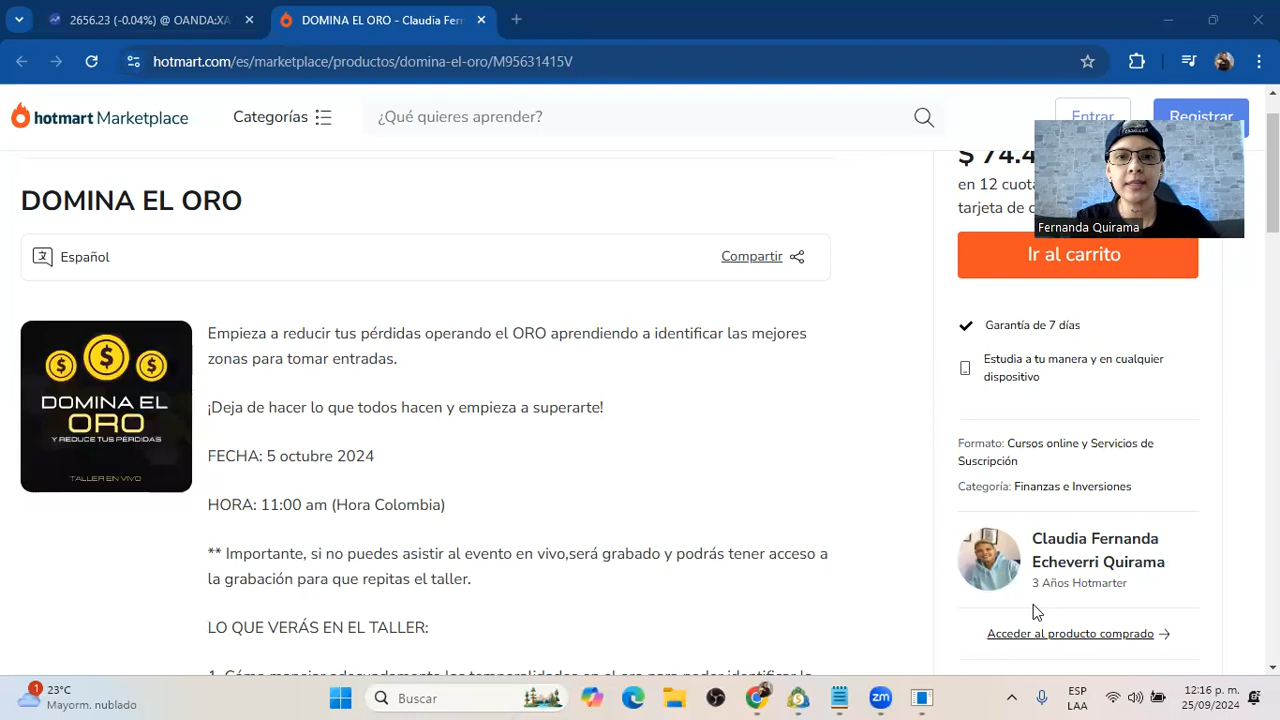 2656.23 (-0.04%) @ OANDA:XA
DOMINA EL ORO - Claudia Fer
hotmart.com/es/marketplace/productos/domina-el-oro/M95631415V
hotmart Marketplace
Categorías
¿Qué quieres aprender?
Entrar
Registrar
$ 74.4
en 12 cuota
tarjeta de c
Fernanda Quirama
Ir al carrito
DOMINA EL ORO
Español
Compartir
DOMINA EL
ORO
Y REDUCE TUS PÉRDIDAS
TALLER EN VIVO
Empieza a reducir tus pérdidas operando el ORO aprendiendo a identificar las mejores
zonas para tomar entradas.
¡Deja de hacer lo que todos hacen y empieza a superarte!
FECHA: 5 octubre 2024
HORA: 11:00 am (Hora Colombia)
** Importante, si no puedes asistir al evento en vivo,será grabado y podrás tener acceso a
la grabación para que repitas el taller.
LO QUE VERÁS EN EL TALLER:
Garantía de 7 días
Estudia a tu manera y en cualquier
dispositivo
Formato: Cursos online y Servicios de
Suscripción
Categoría: Finanzas e Inversiones
Claudia Fernanda
Echeverri Quirama
3 Años Hotmarter
Acceder al producto comprado
1
23°C
Mayorm. nublado
Buscar
ESP
LAA
12:16 p. m.
25/09/2024